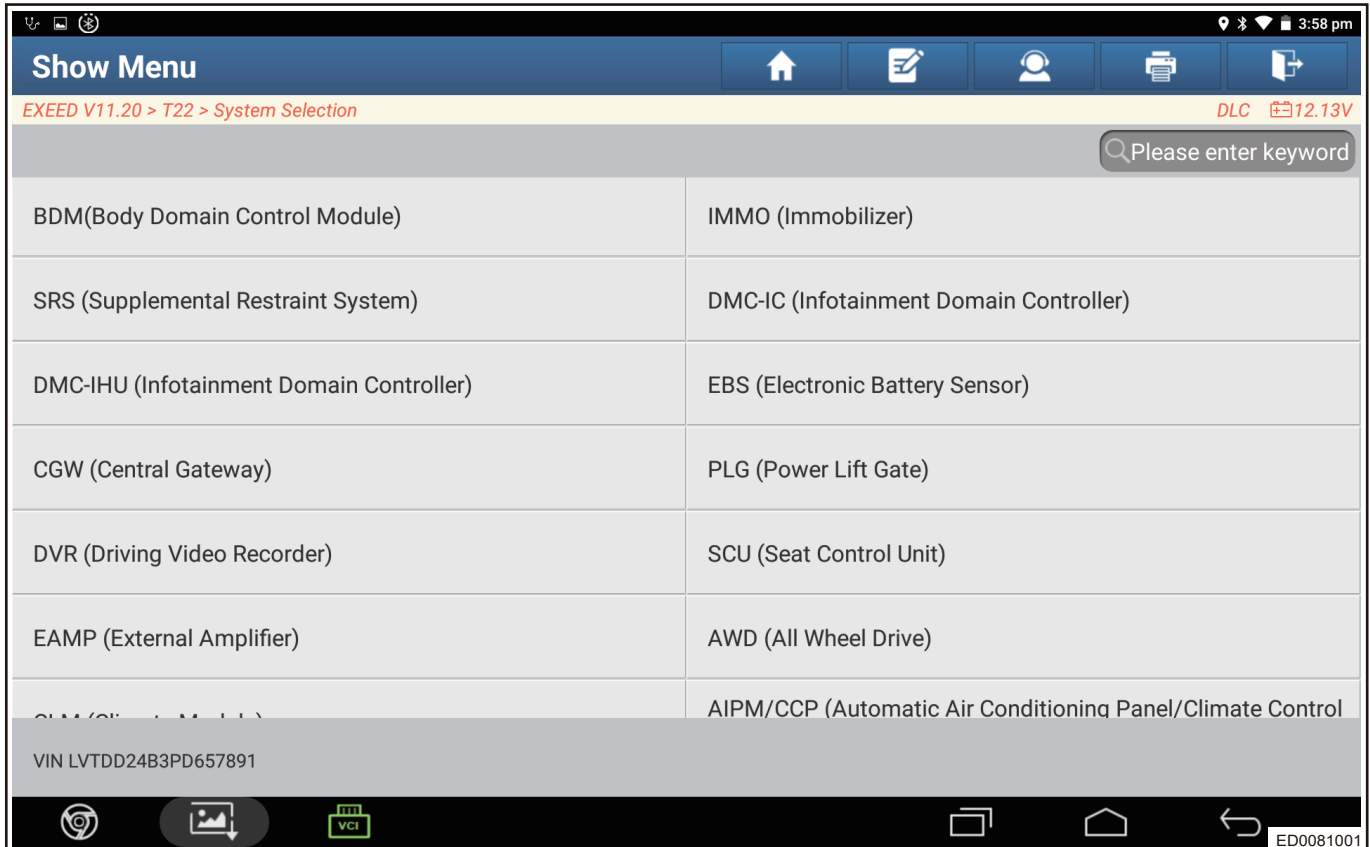 3:58 pm
Show Menu
EXEED V11.20 > T22 > System Selection
DLC 12.13V
Please enter keyword
BDM(Body Domain Control Module)
IMMO (Immobilizer)
SRS (Supplemental Restraint System)
DMC-IC (Infotainment Domain Controller)
DMC-IHU (Infotainment Domain Controller)
EBS (Electronic Battery Sensor)
CGW (Central Gateway)
PLG (Power Lift Gate)
DVR (Driving Video Recorder)
SCU (Seat Control Unit)
EAMP (External Amplifier)
AWD (All Wheel Drive)
AIPM/CCP (Automatic Air Conditioning Panel/Climate Control
VIN LVTDD24B3PD657891
VCI
ED0081001